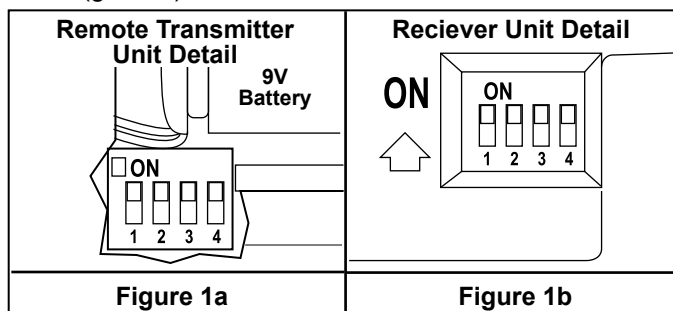 Remote Transmitter
Unit Detail
9V
Battery
ON
1 2 3 4
Figure 1a
Reciever Unit Detail
ON
ON
1 2 3 4
Figure 1b